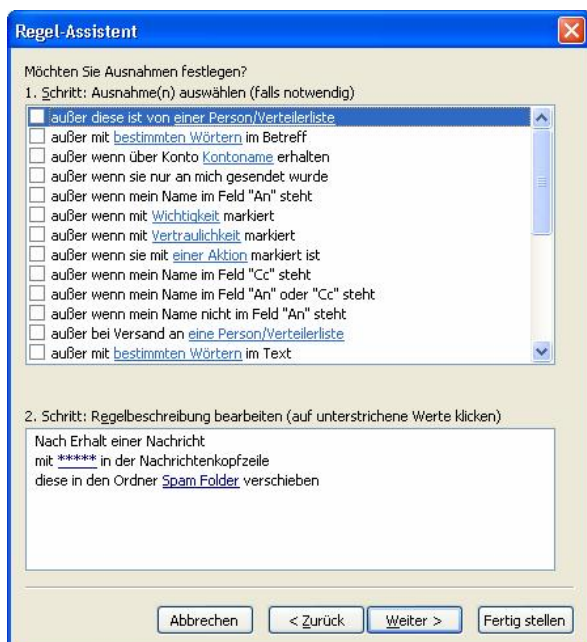 Regel-Assistent
Möchten Sie Ausnahmen festlegen?
1. Schritt: Ausnahme(n) auswählen (falls notwendig)
außer diese ist von einer Person/Verteilerliste
außer mit bestimmten Wörtern im Betreff
außer wenn über Konto Kontoname erhalten
außer wenn sie nur an mich gesendet wurde
außer wenn mein Name im Feld "An" steht
außer wenn mit Wichtigkeit markiert
außer wenn mit Vertraulichkeit markiert
außer wenn sie mit einer Aktion markiert ist
außer wenn mein Name im Feld "Cc" steht
außer wenn mein Name im Feld "An" oder "Cc" steht
außer wenn mein Name nicht im Feld "An" steht
außer bei Versand an eine Person/Verteilerliste
außer mit bestimmten Wörtern im Text
2. Schritt: Regelbeschreibung bearbeiten (auf unterstrichene Werte klicken)
Nach Erhalt einer Nachricht
mit ***** in der Nachrichtenkopfzeile
diese in den Ordner Spam Folder verschieben
Abbrechen < Zurück Weiter > Fertig stellen